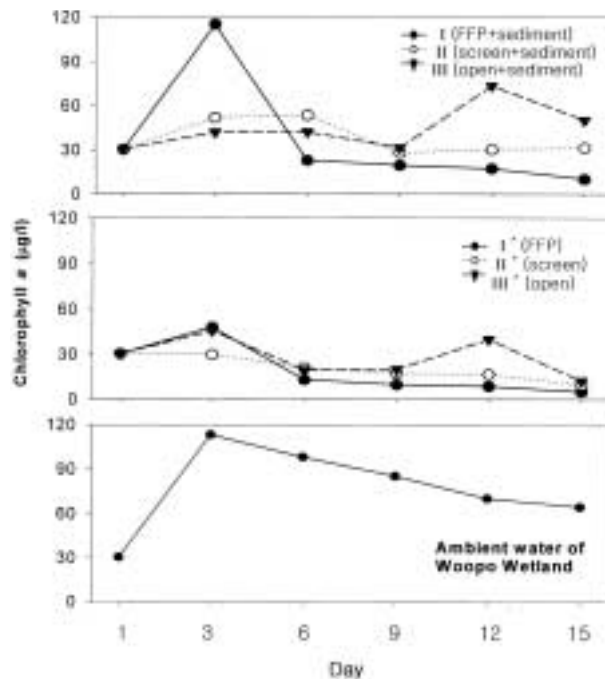 120
90
60
30
0
I (FFP+sediment)
II (screen+sediment)
III (open+sediment)
120
90
60
30
0
I + (FFP)
II + (screen)
III + (open)
Chlorophyll a (μg/l)
120
90
60
30
0
Ambient water of
Woopo Wetland
1 3 6 9 12 15
Day